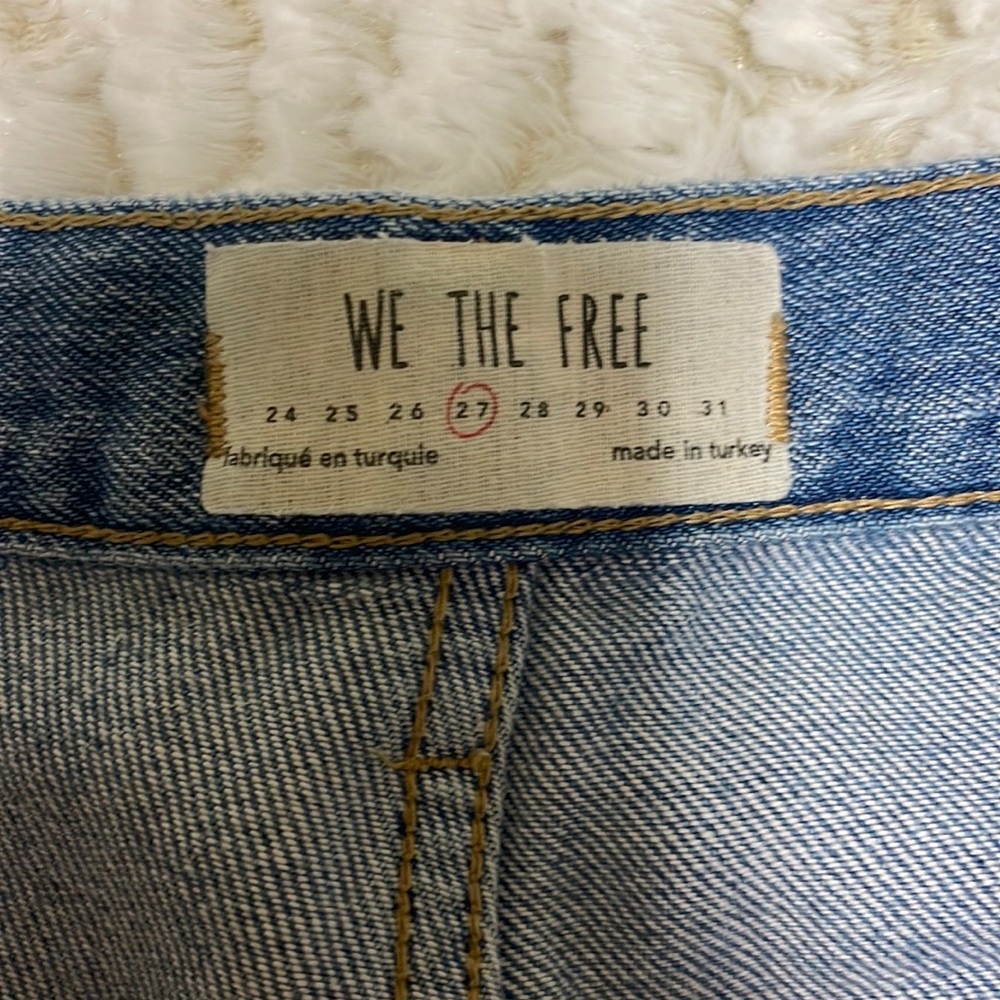 WE THE FREE
24 25 26 27 28 29 30 31
fabriqué en turquie made in turkey